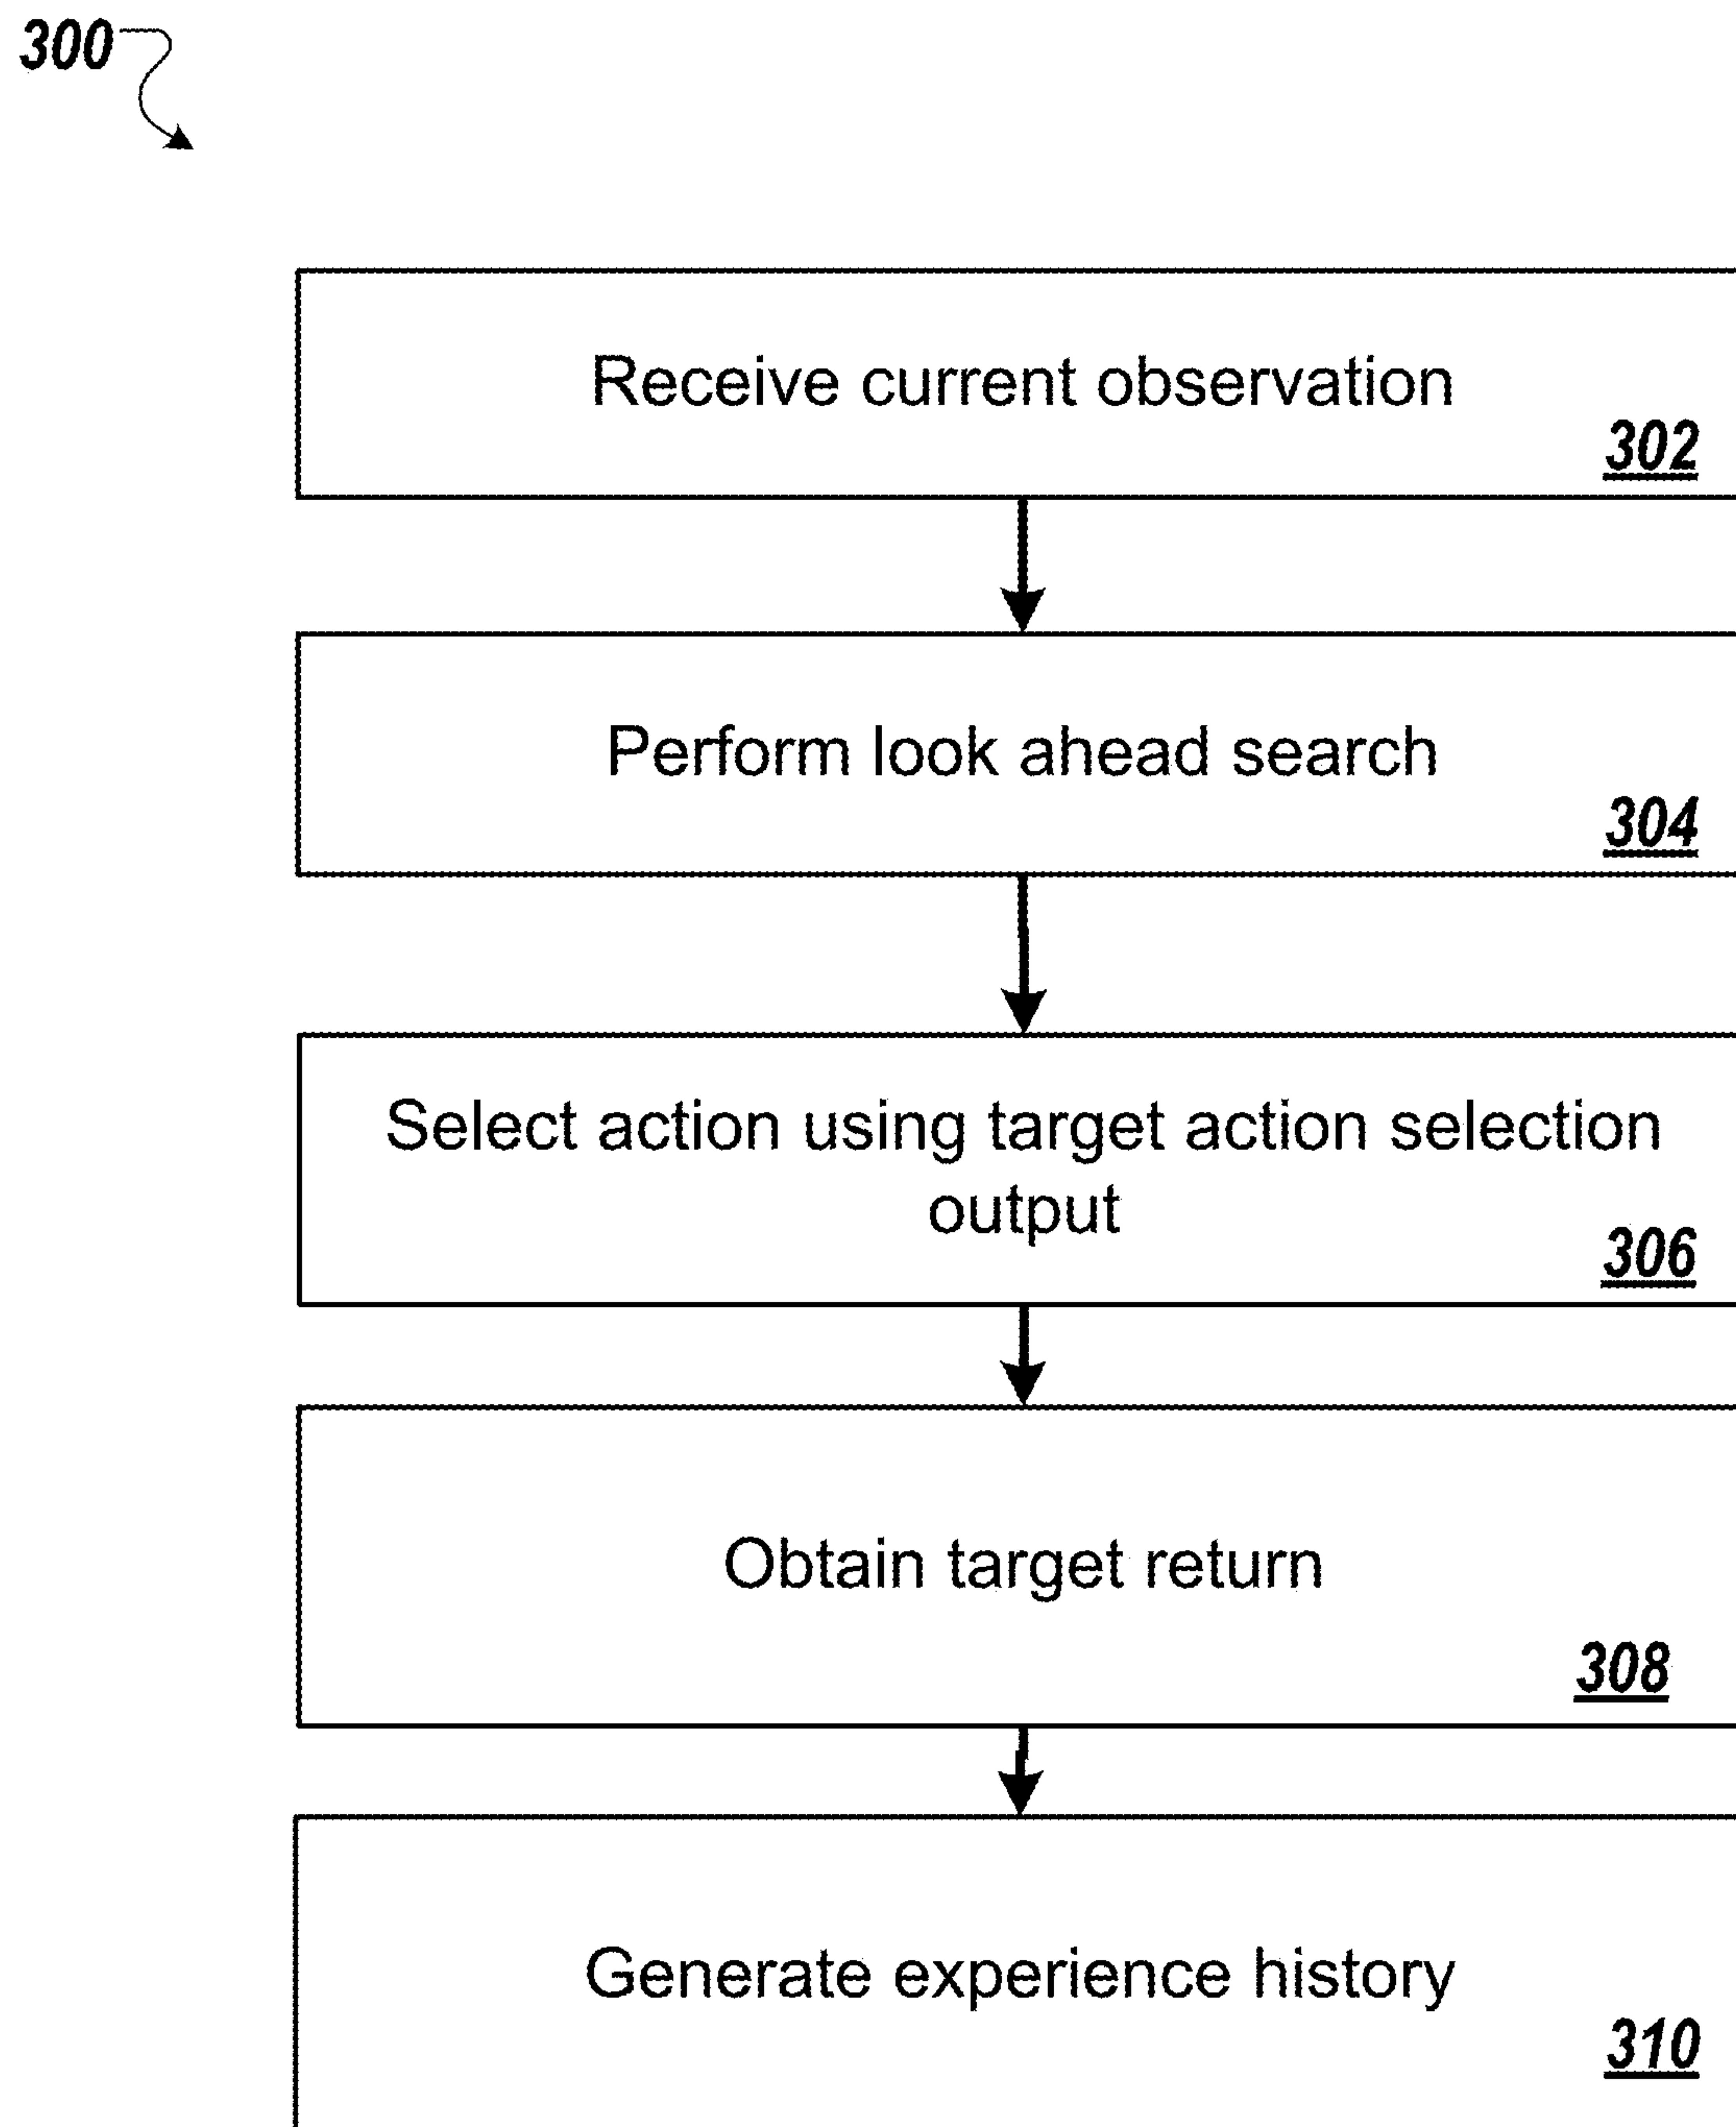 300
Receive current observation
302
Perform look ahead search
304
Select action using target action selection
output
306
Obtain target return
308
Generate experience history
310